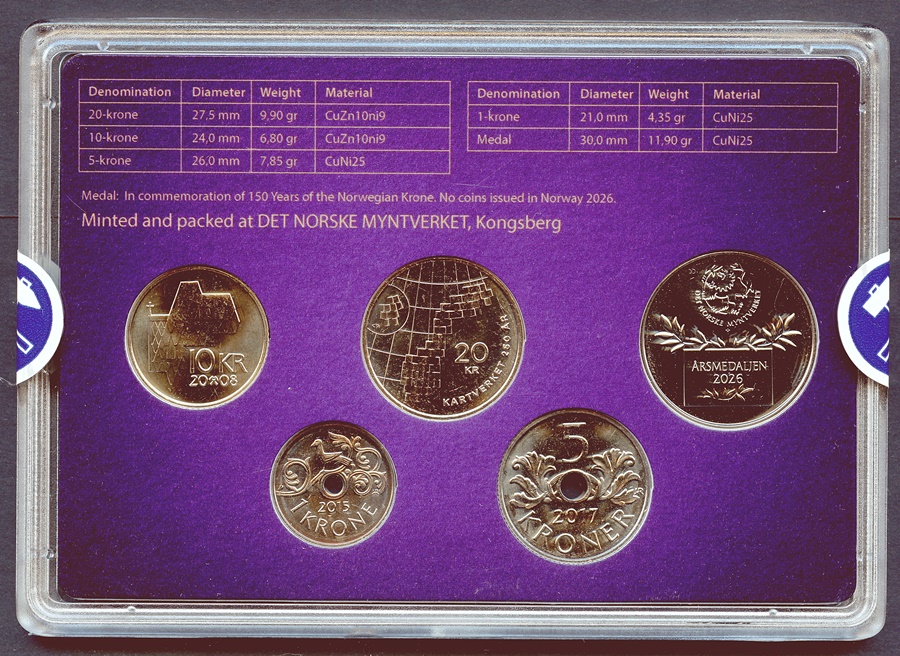 Denomination Diameter Weight Material
20-krone 27,5 mm 9,90 gr CuZn10ni9
10-krone 24,0 mm 6,80 gr CuZn10ni9
5-krone 26,0 mm 7,85 gr CuNi25
Denomination Diameter Weight Material
1-krone 21,0 mm 4,35 gr CuNi25
Medal 30,0 mm 11,90 gr CuNi25
Medal: In commemoration of 150 Years of the Norwegian Krone. No coins issued in Norway 2026.
Minted and packed at DET NORSKE MYNTVERKET, Kongsberg
10 KR
2008
20
KR
KARTVERKET 250 ÅR
DET NORSKE MYNTVERKET
ÅRSMEDALJEN
2026
2015
1 KRONE
5
2017
KRONER